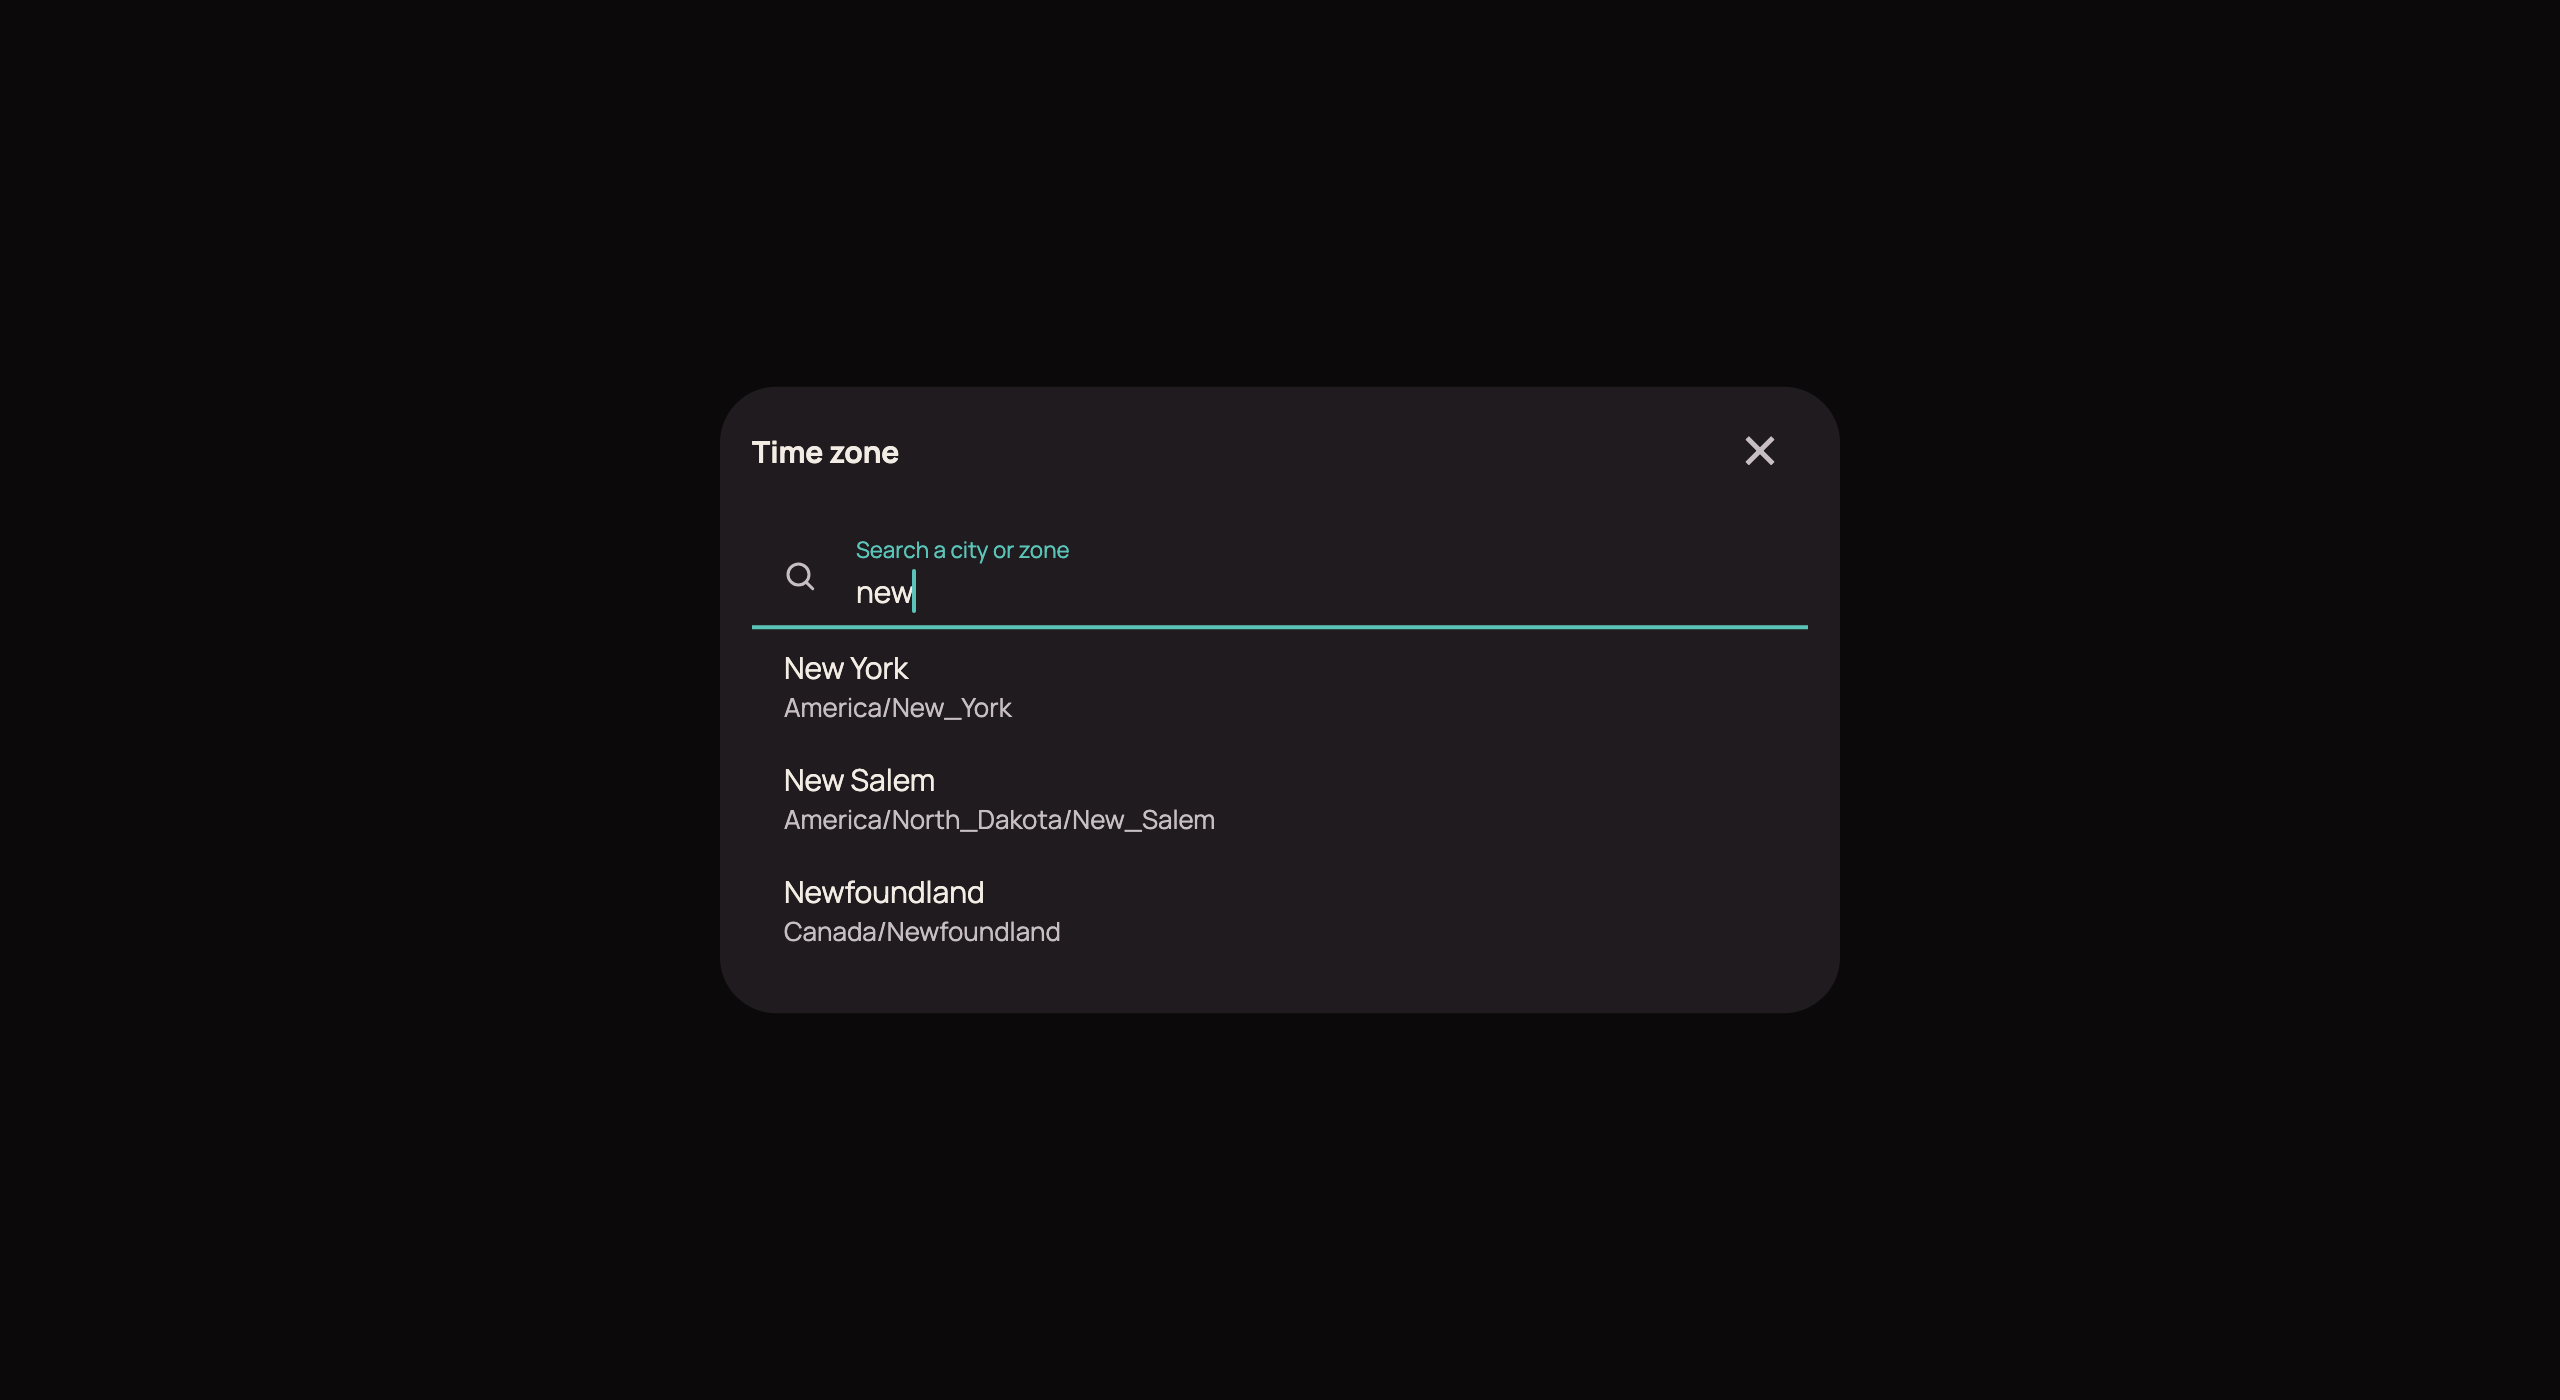 Time zone
Search a city or zone
new
New York
America/New_York
New Salem
America/North_Dakota/New_Salem
Newfoundland
Canada/Newfoundland